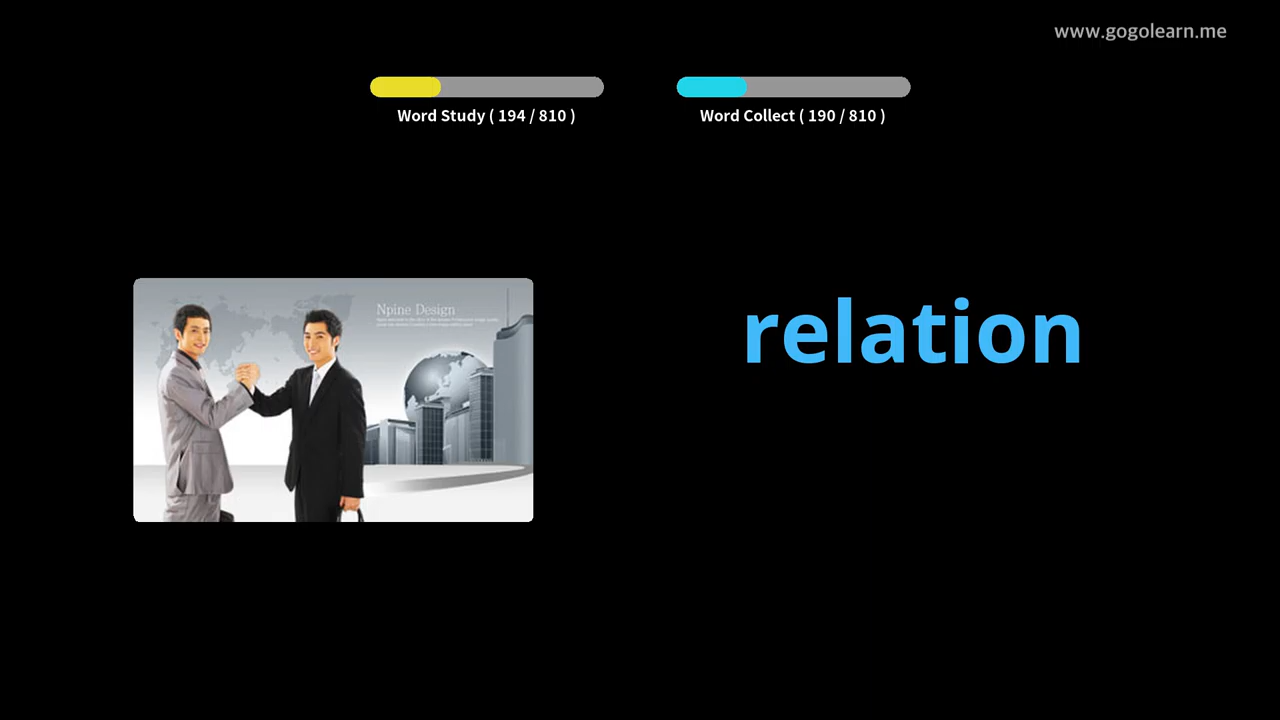 www.gogolearn.me
Word Study ( 194 / 810 )
Word Collect ( 190 / 810 )
Npine Design
relation